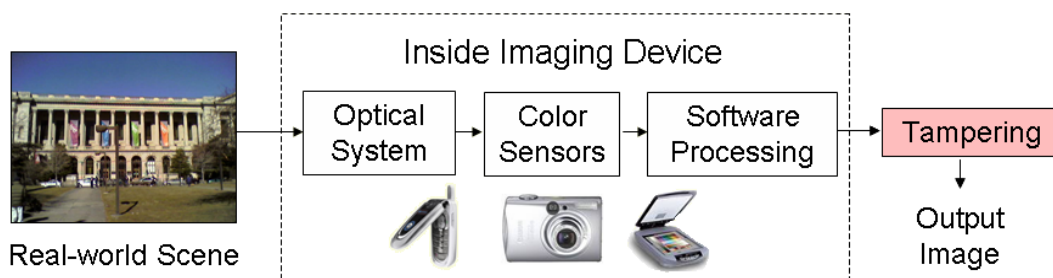 Inside Imaging Device
Optical
System
Color
Sensors
Software
Processing
Tampering
Output
Image
Real-world Scene